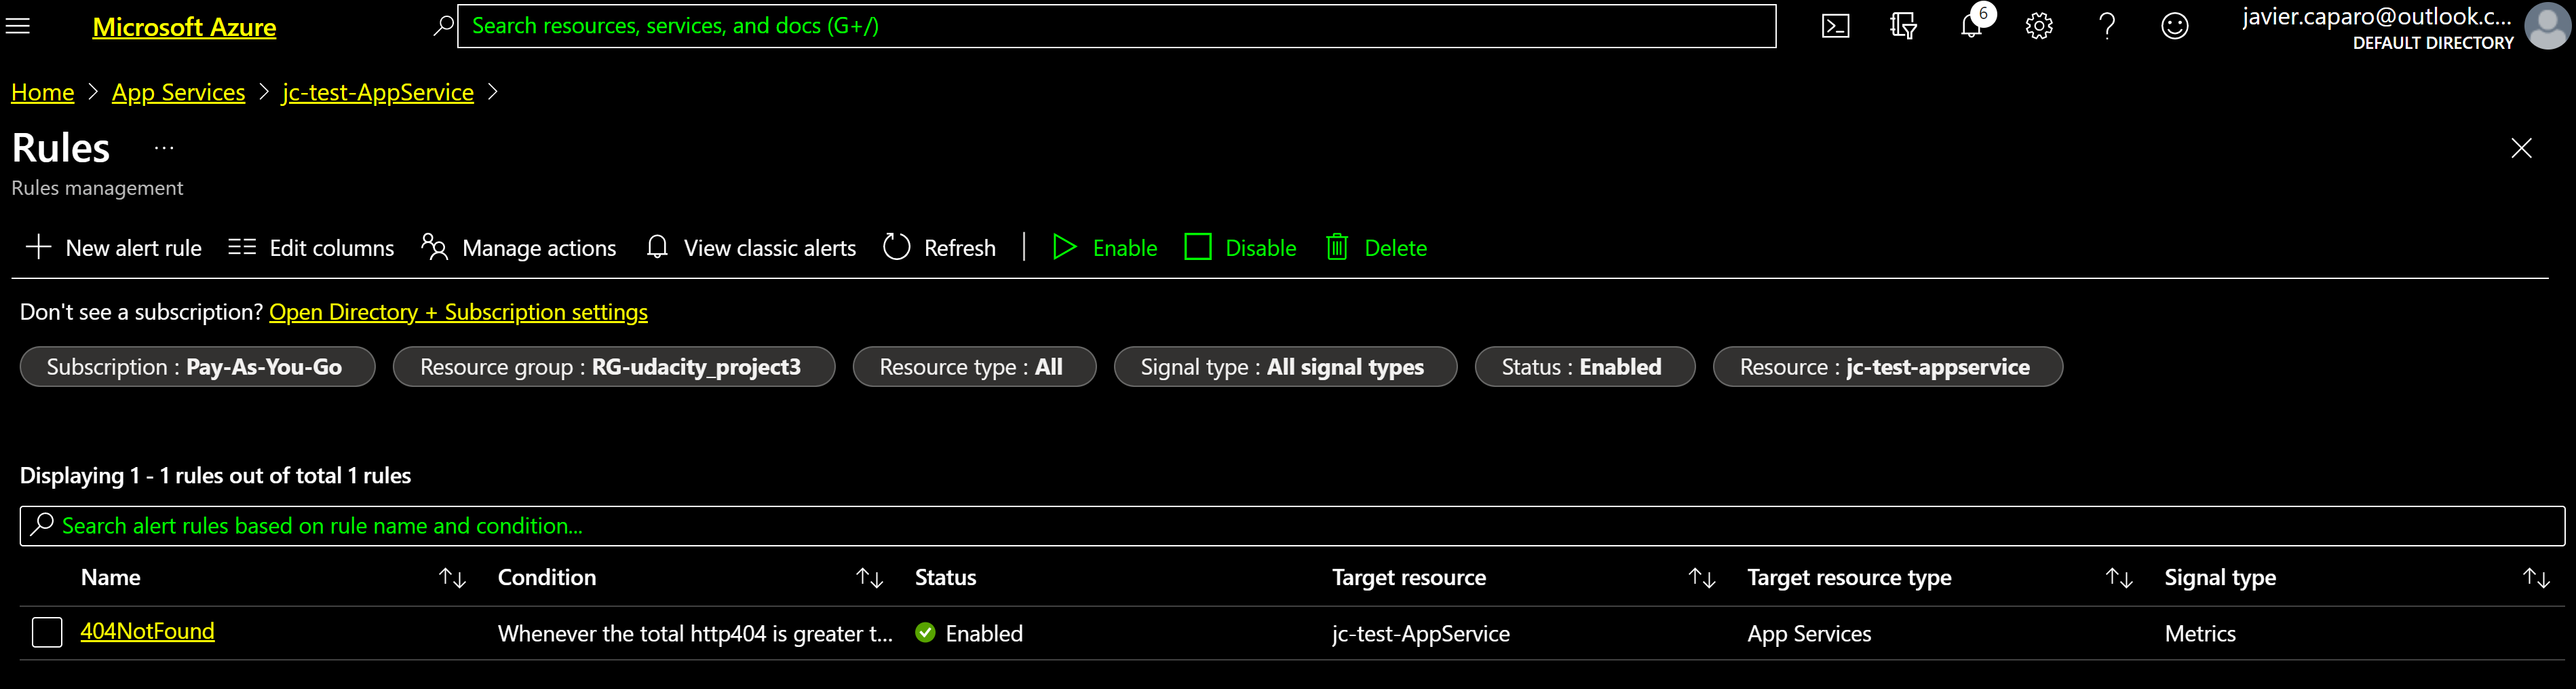 Microsoft Azure
Search resources, services, and docs (G+/)
6
javier.caparo@outlook.c...
DEFAULT DIRECTORY
Home > App Services > jc-test-AppService >
Rules ...
Rules management
New alert rule Edit columns Manage actions View classic alerts Refresh Enable Disable Delete
Don't see a subscription? Open Directory + Subscription settings
Subscription : Pay-As-You-Go Resource group : RG-udacity_project3 Resource type : All Signal type : All signal types Status : Enabled Resource : jc-test-appservice
Displaying 1 - 1 rules out of total 1 rules
Search alert rules based on rule name and condition...
Name Condition Status Target resource Target resource type Signal type
404NotFound Whenever the total http404 is greater t... Enabled jc-test-AppService App Services Metrics